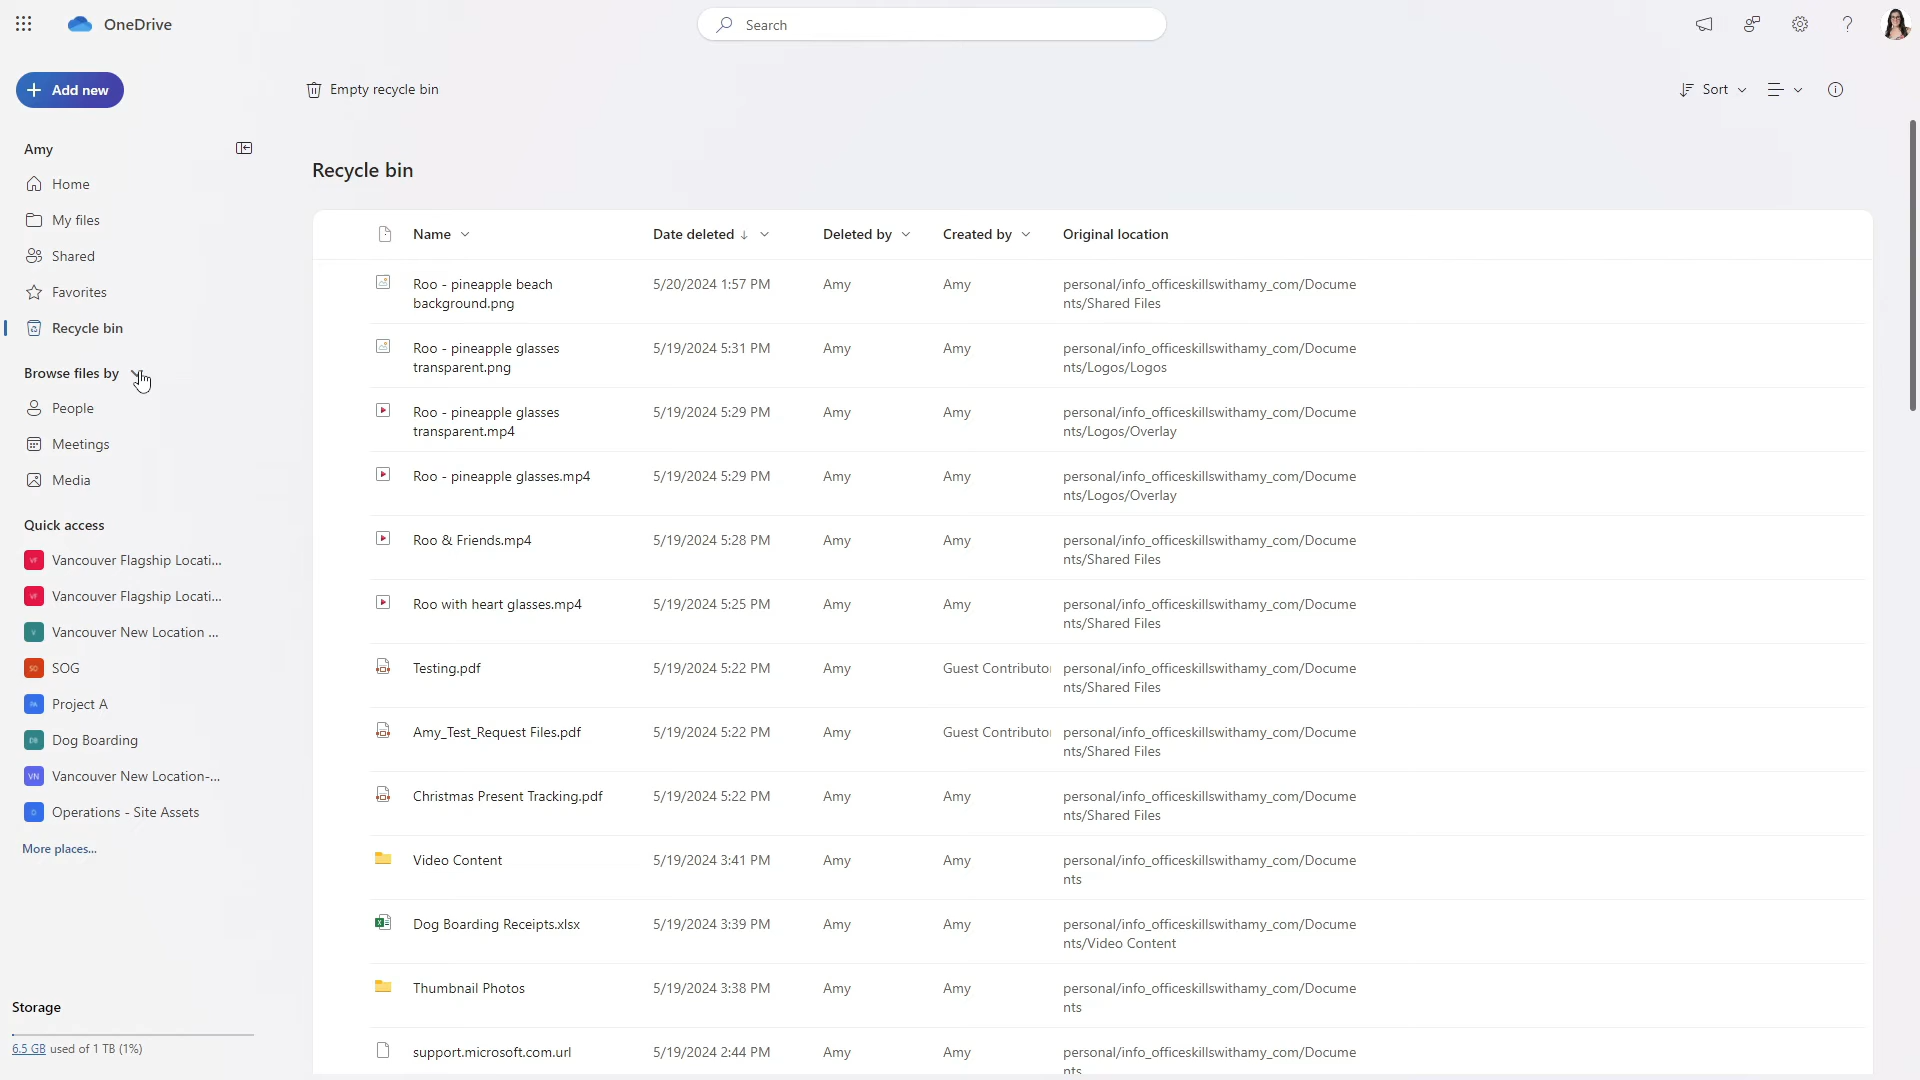 OneDrive
Search
Add new
Empty recycle bin
Sort
Amy
Home
My files
Shared
Favorites
Recycle bin
Browse files by
People
Meetings
Media
Quick access
Vancouver Flagship Locati...
Vancouver Flagship Locati...
Vancouver New Location ...
SOG
Project A
Dog Boarding
VN Vancouver New Location-...
Operations - Site Assets
More places...
Storage
6.5 GB used of 1 TB (1%)
Recycle bin
Name Date deleted ↓ Deleted by Created by Original location
Roo - pineapple beach 5/20/2024 1:57 PM Amy Amy personal/info_officeskillswithamy_com/Docume
background.png nts/Shared Files
Roo - pineapple glasses 5/19/2024 5:31 PM Amy Amy personal/info_officeskillswithamy_com/Docume
transparent.png nts/Logos/Logos
Roo - pineapple glasses 5/19/2024 5:29 PM Amy Amy personal/info_officeskillswithamy_com/Docume
transparent.mp4 nts/Logos/Overlay
Roo - pineapple glasses.mp4 5/19/2024 5:29 PM Amy Amy personal/info_officeskillswithamy_com/Docume
nts/Logos/Overlay
Roo & Friends.mp4 5/19/2024 5:28 PM Amy Amy personal/info_officeskillswithamy_com/Docume
nts/Shared Files
Roo with heart glasses.mp4 5/19/2024 5:25 PM Amy Amy personal/info_officeskillswithamy_com/Docume
nts/Shared Files
Testing.pdf 5/19/2024 5:22 PM Amy Guest Contributo personal/info_officeskillswithamy_com/Docume
nts/Shared Files
Amy_Test_Request Files.pdf 5/19/2024 5:22 PM Amy Guest Contributo personal/info_officeskillswithamy_com/Docume
nts/Shared Files
Christmas Present Tracking.pdf 5/19/2024 5:22 PM Amy Amy personal/info_officeskillswithamy_com/Docume
nts/Shared Files
Video Content 5/19/2024 3:41 PM Amy Amy personal/info_officeskillswithamy_com/Docume
nts
Dog Boarding Receipts.xlsx 5/19/2024 3:39 PM Amy Amy personal/info_officeskillswithamy_com/Docume
nts/Video Content
Thumbnail Photos 5/19/2024 3:38 PM Amy Amy personal/info_officeskillswithamy_com/Docume
nts
support.microsoft.com.url 5/19/2024 2:44 PM Amy Amy personal/info_officeskillswithamy_com/Docume
nts